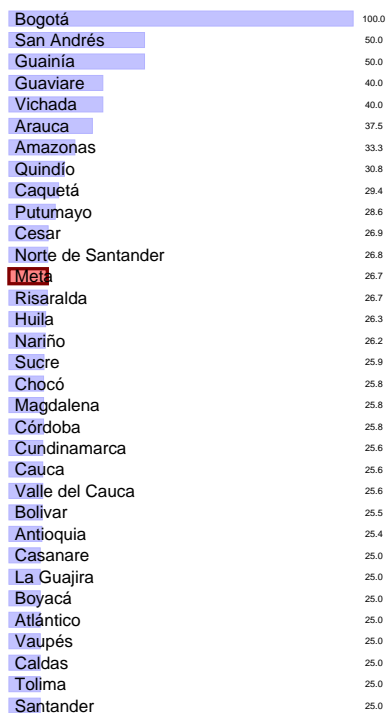 Bogotá 100.0
San Andrés 50.0
Guainía 50.0
Guaviare 40.0
Vichada 40.0
Arauca 37.5
Amazonas 33.3
Quindío 30.8
Caquetá 29.4
Putumayo 28.6
Cesar 26.9
Norte de Santander 26.8
Meta 26.7
Risaralda 26.7
Huila 26.3
Nariño 26.2
Sucre 25.9
Chocó 25.8
Magdalena 25.8
Córdoba 25.8
Cundinamarca 25.6
Cauca 25.6
Valle del Cauca 25.6
Bolivar 25.5
Antioquia 25.4
Casanare 25.0
La Guajira 25.0
Boyacá 25.0
Atlántico 25.0
Vaupés 25.0
Caldas 25.0
Tolima 25.0
Santander 25.0